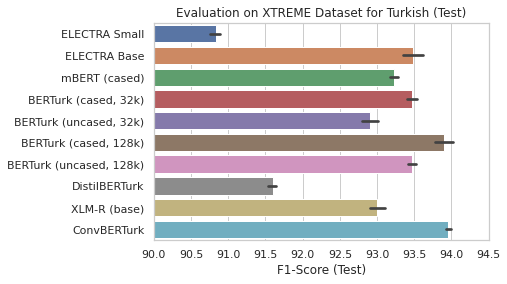 Evaluation on XTREME Dataset for Turkish (Test)
ELECTRA Small
ELECTRA Base
mBERT (cased)
BERTurk (cased, 32k)
BERTurk (uncased, 32k)
BERTurk (cased, 128k)
BERTurk (uncased, 128k)
DistilBERTurk
XLM-R (base)
ConvBERTurk
90.0 90.5 91.0 91.5 92.0 92.5 93.0 93.5 94.0 94.5
F1-Score (Test)